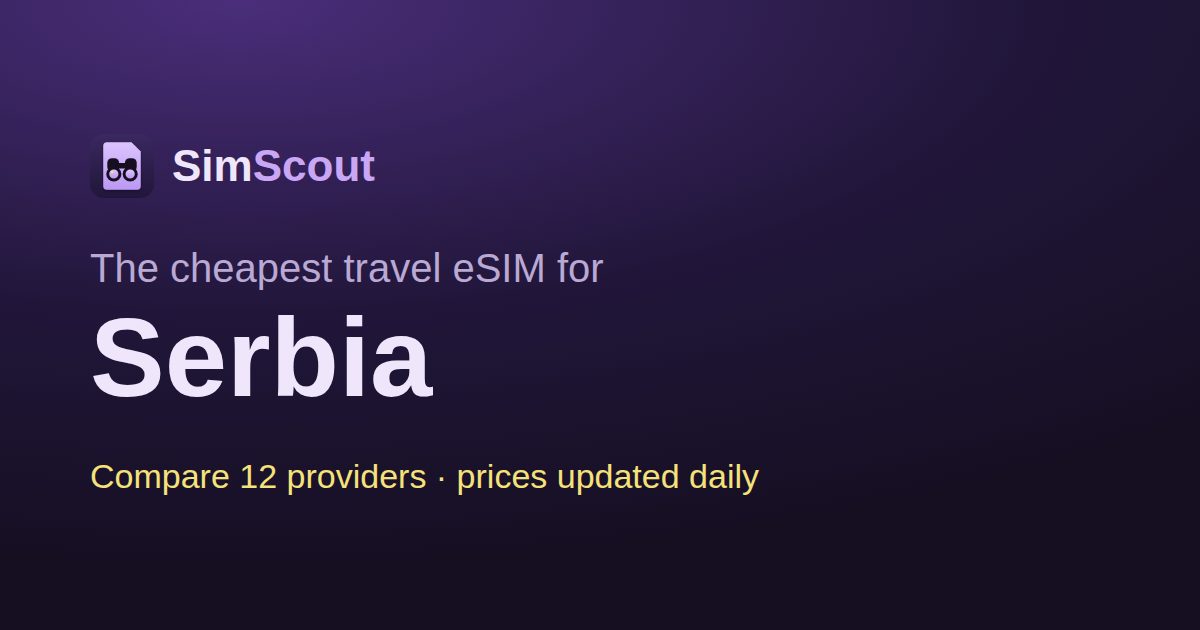 SimScout
The cheapest travel eSIM for
Serbia
Compare 12 providers · prices updated daily